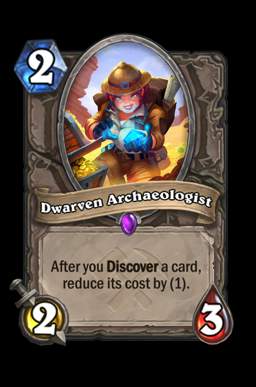 2
Dwarven Archaeologist
After you Discover a card,
reduce its cost by (1).
2
3